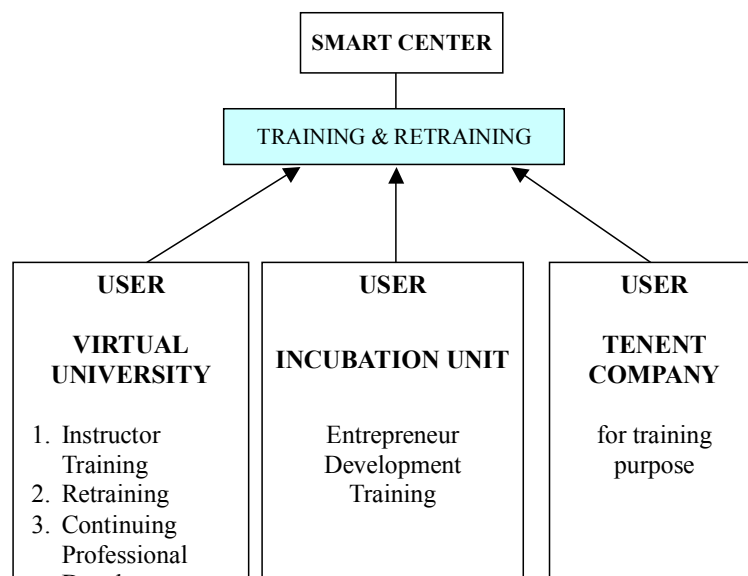 SMART CENTER
TRAINING & RETRAINING
USER
VIRTUAL
UNIVERSITY
1. Instructor
Training
2. Retraining
3. Continuing
Professional
USER
INCUBATION UNIT
Entrepreneur
Development
Training
USER
TENENT
COMPANY
for training
purpose